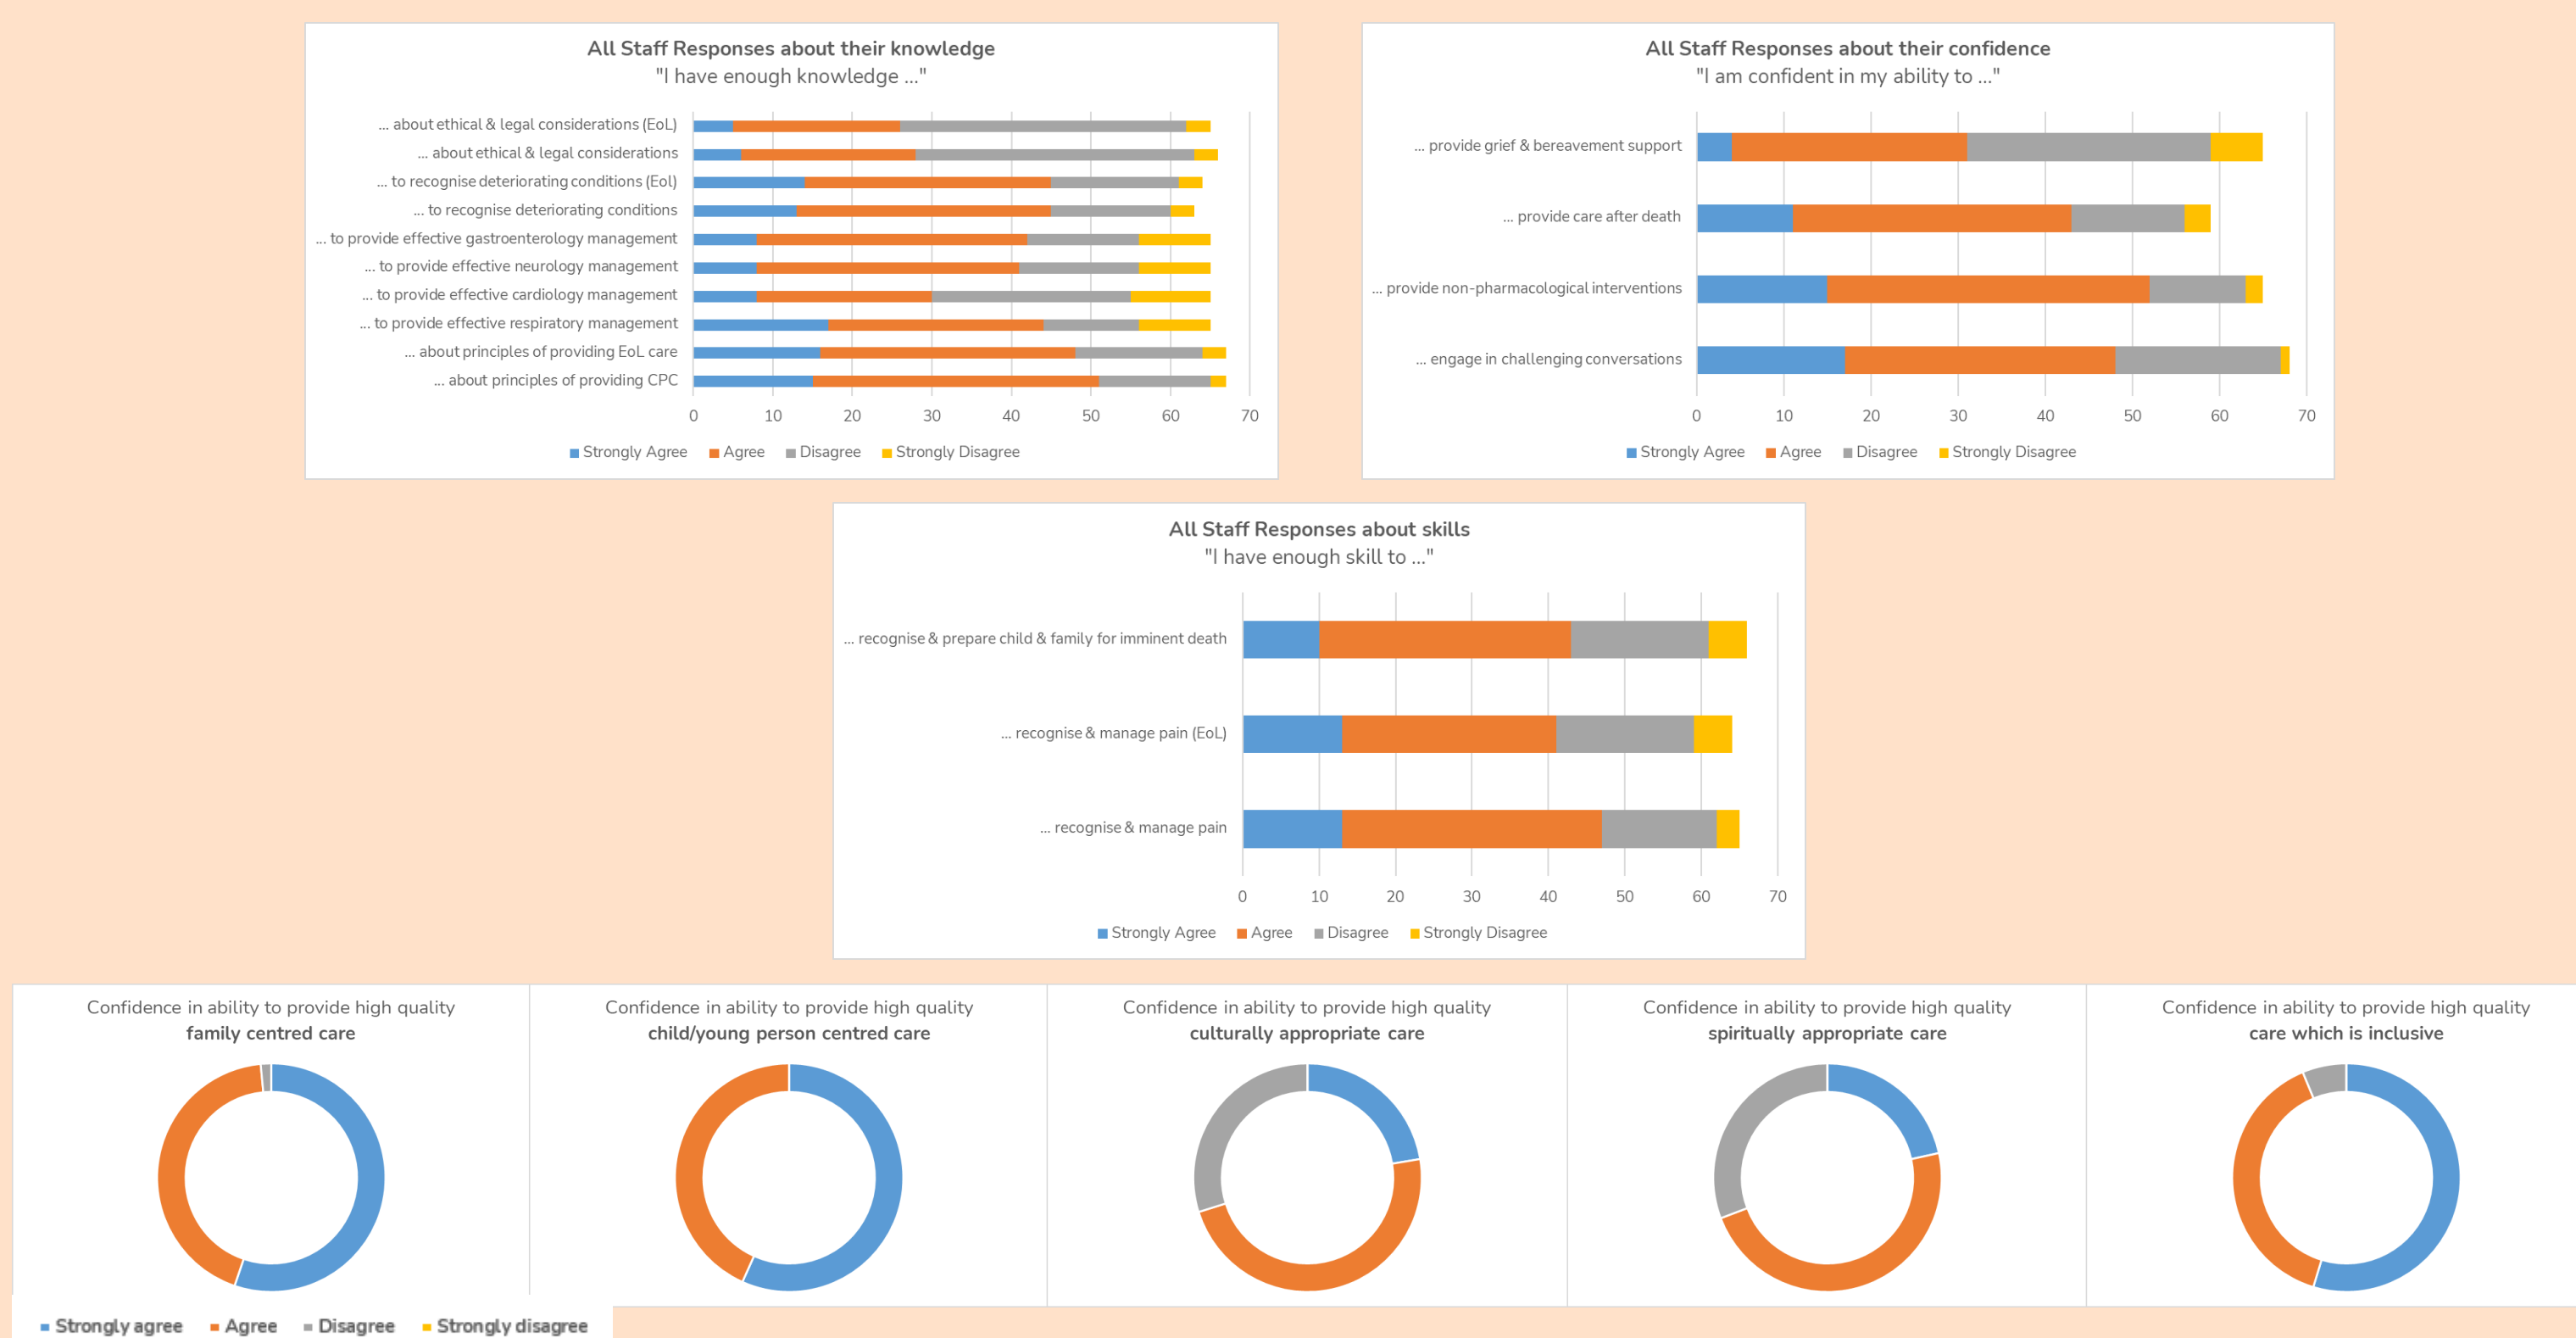 All Staff Responses about their knowledge
"I have enough knowledge ..."
... about ethical & legal considerations (EoL)
... about ethical & legal considerations
... to recognise deteriorating conditions (Eol)
... to recognise deteriorating conditions
... to provide effective gastroenterology management
... to provide effective neurology management
... to provide effective cardiology management
... to provide effective respiratory management
... about principles of providing EoL care
... about principles of providing CPC
0 10 20 30 40 50 60 70
Strongly Agree Agree Disagree Strongly Disagree
All Staff Responses about their confidence
"I am confident in my ability to ..."
... provide grief & bereavement support
... provide care after death
... provide non-pharmacological interventions
... engage in challenging conversations
0 10 20 30 40 50 60 70
Strongly Agree Agree Disagree Strongly Disagree
All Staff Responses about skills
"I have enough skill to ..."
... recognise & prepare child & family for imminent death
... recognise & manage pain (EoL)
... recognise & manage pain
0 10 20 30 40 50 60 70
Strongly Agree Agree Disagree Strongly Disagree
Confidence in ability to provide high quality
family centred care
Confidence in ability to provide high quality
child/young person centred care
Confidence in ability to provide high quality
culturally appropriate care
Confidence in ability to provide high quality
spiritually appropriate care
Confidence in ability to provide high quality
care which is inclusive
Strongly agree Agree Disagree Strongly disagree